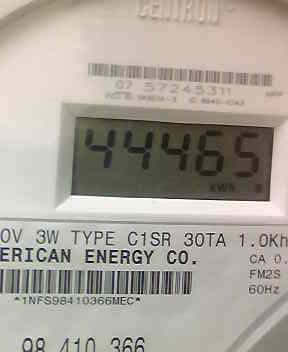 CENTRON
07 57245311
44465
KWh
0V 3W TYPE C1SR 30TA 1.0Kh
ERICAN ENERGY CO.
CA 0.
FM2S
60Hz
*1NFS98410366MEC*
98 410 366